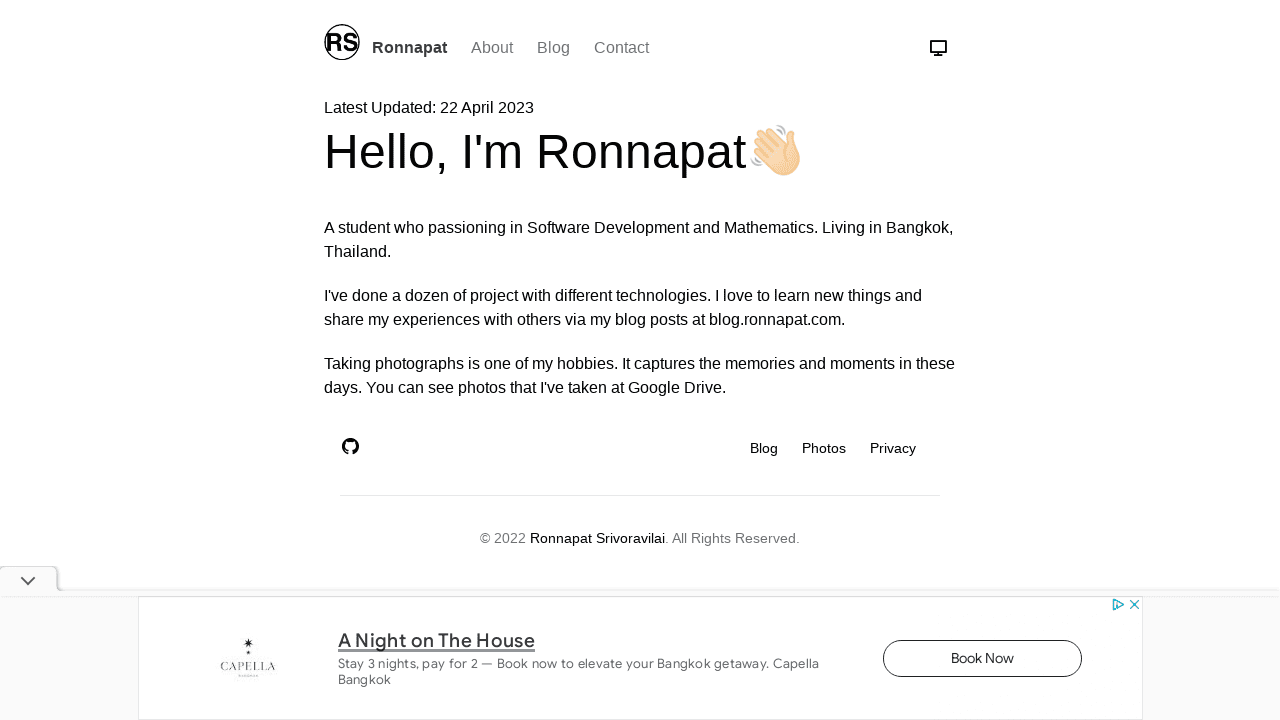 RS Ronnapat About Blog Contact
Latest Updated: 22 April 2023
Hello, I'm Ronnapat👋🏻
A student who passioning in Software Development and Mathematics. Living in Bangkok,
Thailand.
I've done a dozen of project with different technologies. I love to learn new things and
share my experiences with others via my blog posts at blog.ronnapat.com.
Taking photographs is one of my hobbies. It captures the memories and moments in these
days. You can see photos that I've taken at Google Drive.
Blog Photos Privacy
© 2022 Ronnapat Srivoravilai. All Rights Reserved.
CAPELLA
A Night on The House
Stay 3 nights, pay for 2 — Book now to elevate your Bangkok getaway. Capella
Bangkok
Book Now